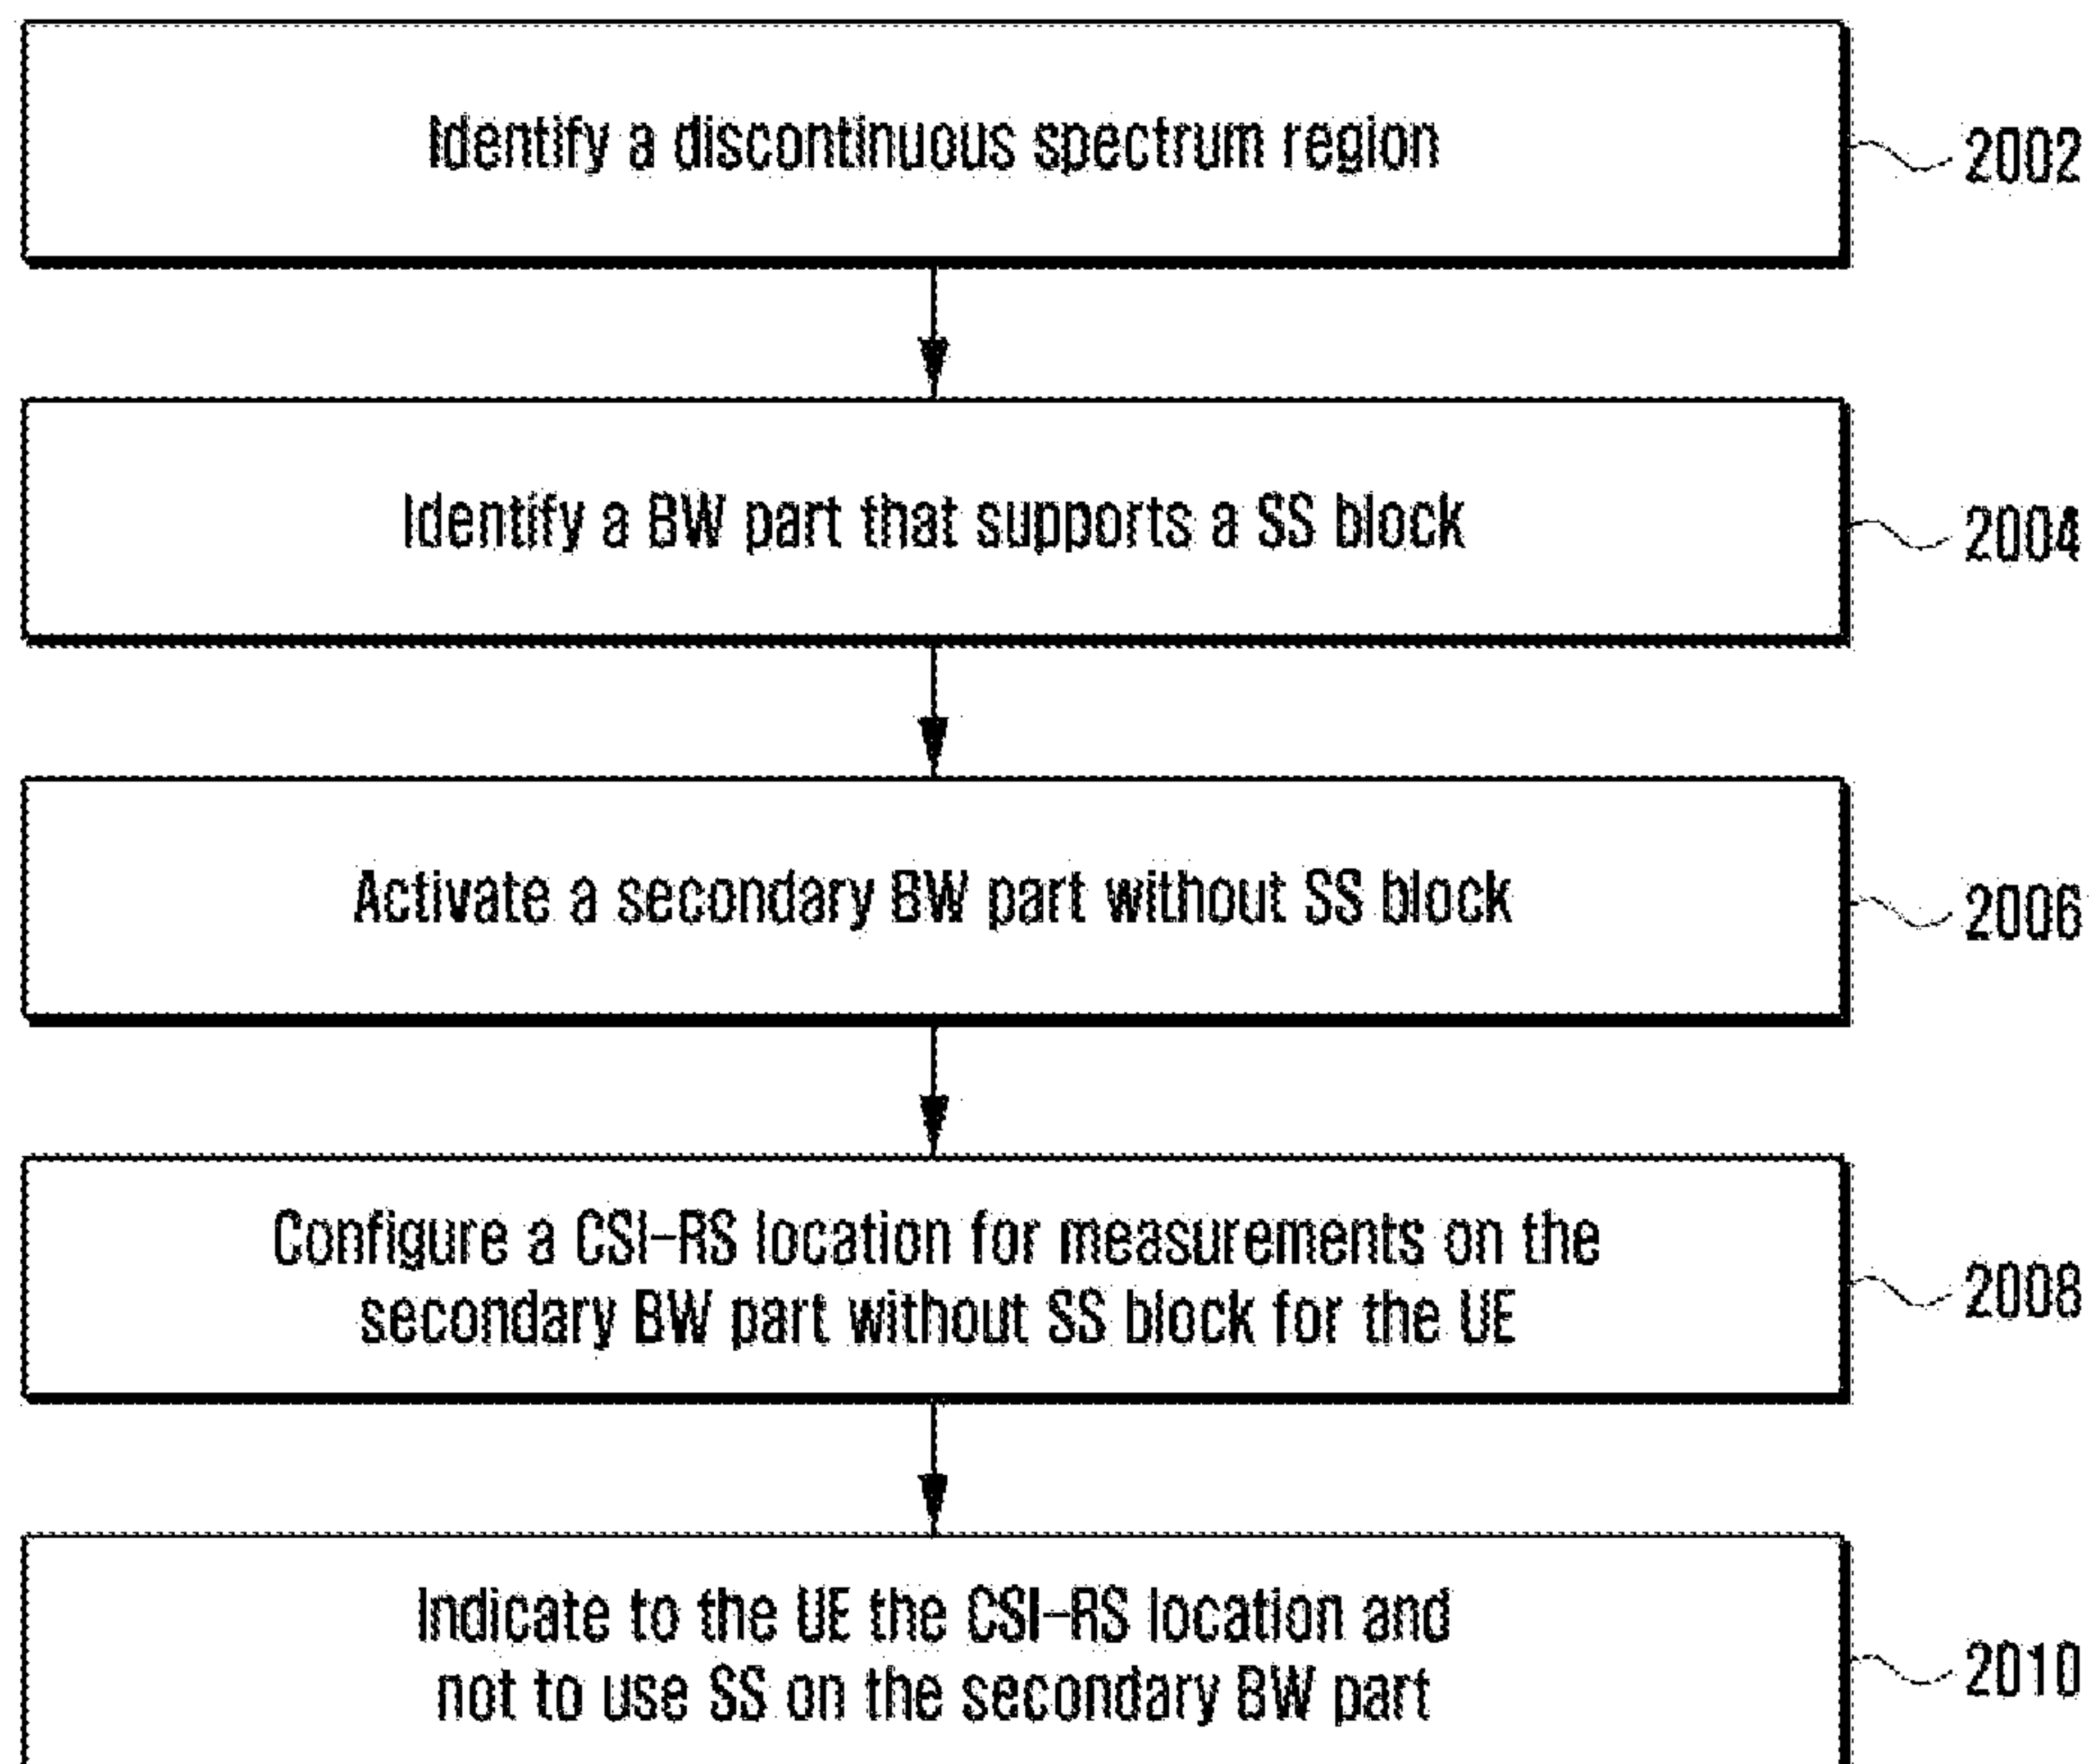 Identify a discontinuous spectrum region
2002
Identify a BW part that supports a SS block
2004
Activate a secondary BW part without SS block
2006
Configure a CSI-RS location for measurements on the
secondary BW part without SS block for the UE
2008
Indicate to the UE the CSI-RS location and
not to use SS on the secondary BW part
2010